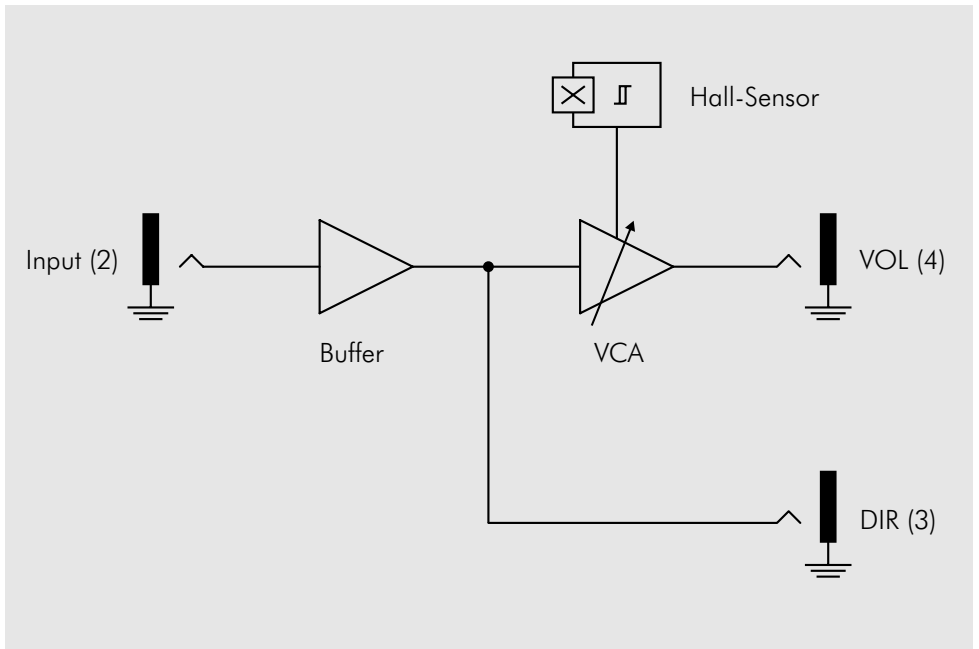 Hall-Sensor
Input (2)
VOL (4)
Buffer
VCA
DIR (3)